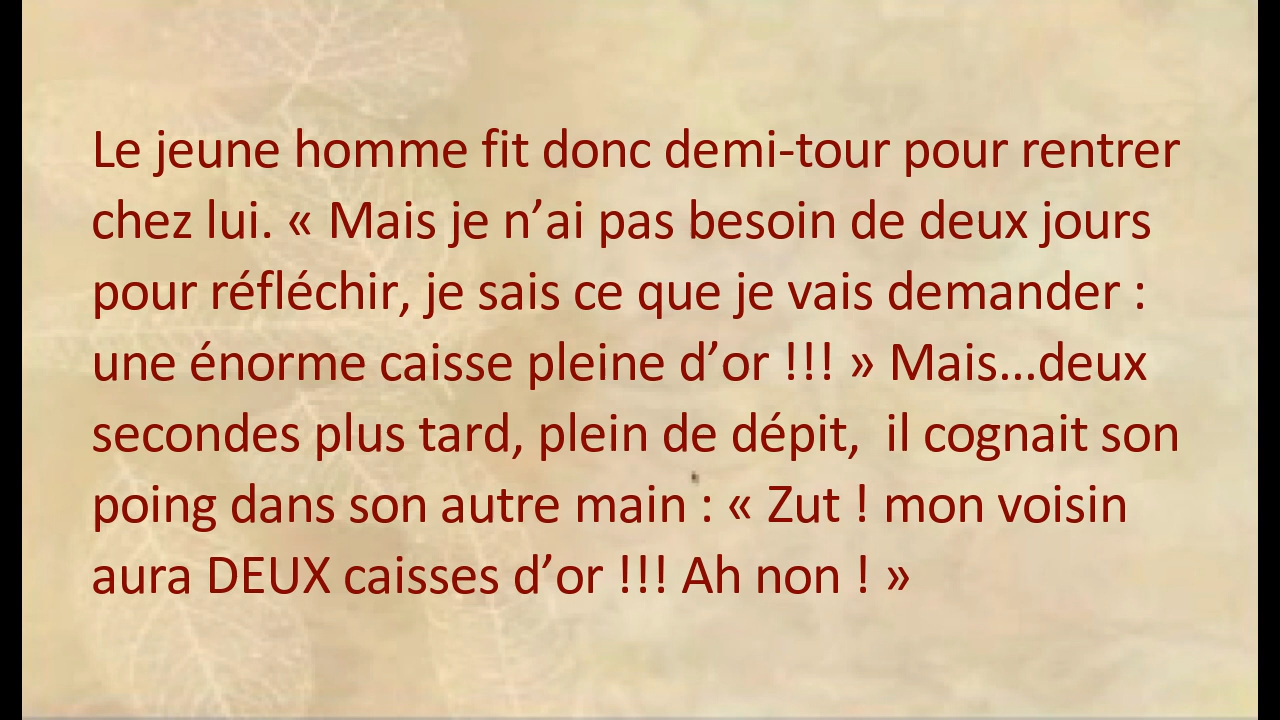 Le jeune homme fit donc demi-tour pour rentrer
chez lui. « Mais je n’ai pas besoin de deux jours
pour réfléchir, je sais ce que je vais demander :
une énorme caisse pleine d’or !!! » Mais...deux
secondes plus tard, plein de dépit,  il cognait son
poing dans son autre main : « Zut ! mon voisin
aura DEUX caisses d’or !!! Ah non ! »